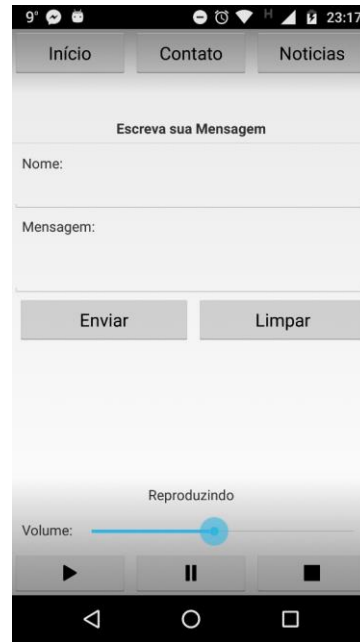 9° H 23:17
Início Contato Noticias
Escreva sua Mensagem
Nome:
Mensagem:
Enviar Limpar
Reproduzindo
Volume: